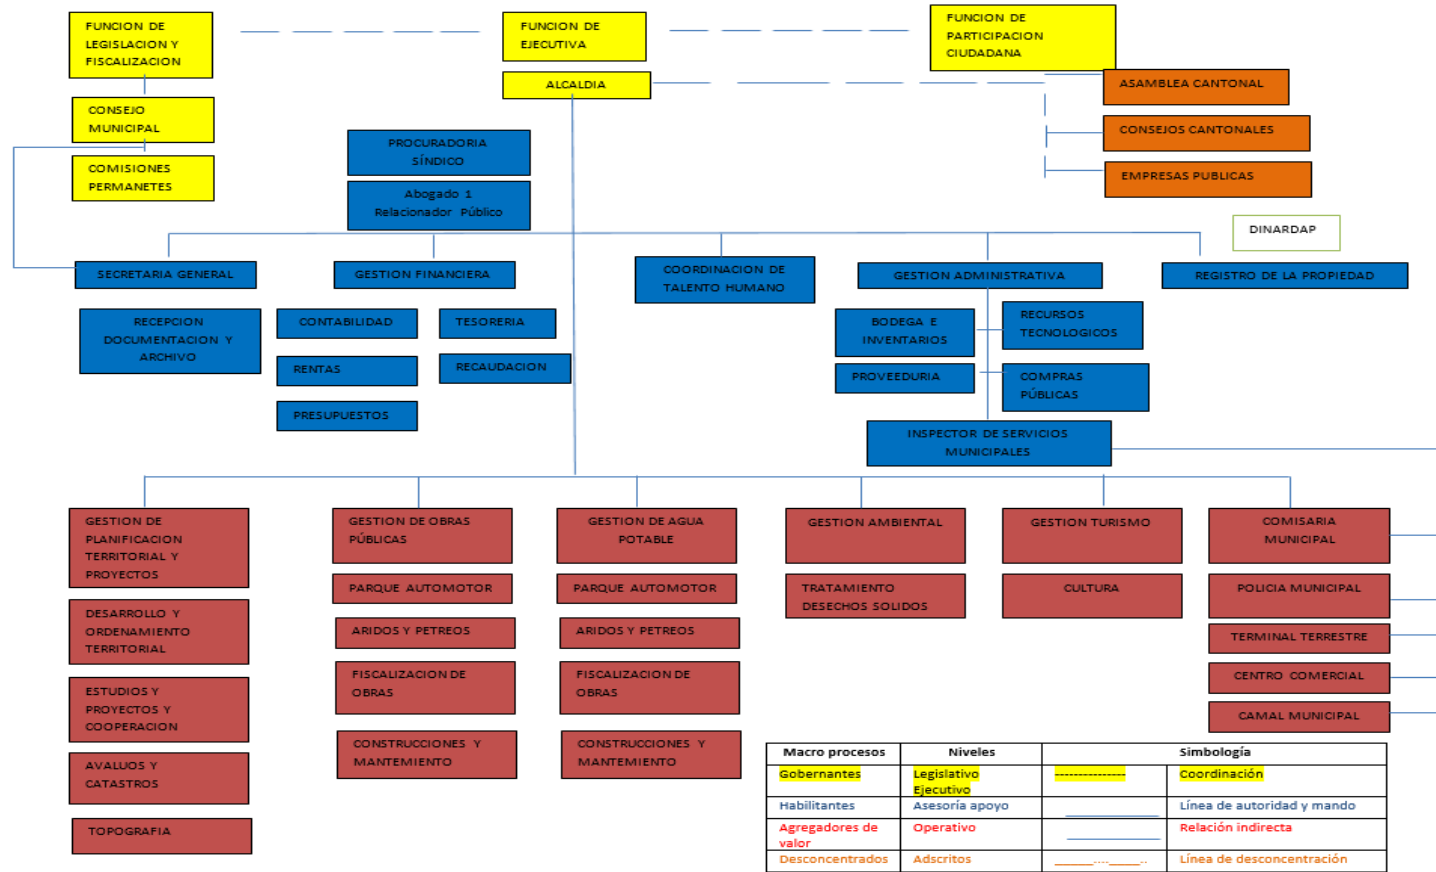 FUNCION DE
LEGISLACION Y
FISCALIZACION
FUNCION DE
EJECUTIVA
FUNCION DE
PARTICIPACION
CIUDADANA
ALCALDIA
ASAMBLEA CANTONAL
CONSEJO
MUNICIPAL
CONSEJOS CANTONALES
PROCURADORIA
SÍNDICO
COMISIONES
PERMANETES
EMPRESAS PUBLICAS
Abogado 1
Relacionador Público
DINARDAP
SECRETARIA GENERAL
GESTION FINANCIERA
COORDINACION DE
TALENTO HUMANO
GESTION ADMINISTRATIVA
REGISTRO DE LA PROPIEDAD
RECEPCION
DOCUMENTACION Y
ARCHIVO
CONTABILIDAD
TESORERIA
BODEGA E
INVENTARIOS
RECURSOS
TECNOLOGICOS
RENTAS
RECAUDACION
PROVEEDURIA
COMPRAS
PÚBLICAS
PRESUPUESTOS
INSPECTOR DE SERVICIOS
MUNICIPALES
GESTION DE
PLANIFICACION
TERRITORIAL Y
PROYECTOS
GESTION DE OBRAS
PÚBLICAS
GESTION DE AGUA
POTABLE
GESTION AMBIENTAL
GESTION TURISMO
COMISARIA
MUNICIPAL
DESARROLLO Y
ORDENAMIENTO
TERRITORIAL
PARQUE AUTOMOTOR
PARQUE AUTOMOTOR
TRATAMIENTO
DESECHOS SOLIDOS
CULTURA
POLICIA MUNICIPAL
ARIDOS Y PETREOS
ARIDOS Y PETREOS
TERMINAL TERRESTRE
ESTUDIOS Y
PROYECTOS Y
COOPERACION
FISCALIZACION DE
OBRAS
FISCALIZACION DE
OBRAS
CENTRO COMERCIAL
CAMAL MUNICIPAL
AVALUOS Y
CATASTROS
CONSTRUCCIONES Y
MANTEMIENTO
CONSTRUCCIONES Y
MANTEMIENTO
TOPOGRAFIA
Macro procesos Niveles Simbología
Gobernantes Legislativo Ejecutivo --------------- Coordinación
Habilitantes Asesoría apoyo Línea de autoridad y mando
Agregadores de valor Operativo Relación indirecta
Desconcentrados Adscritos Línea de desconcentración